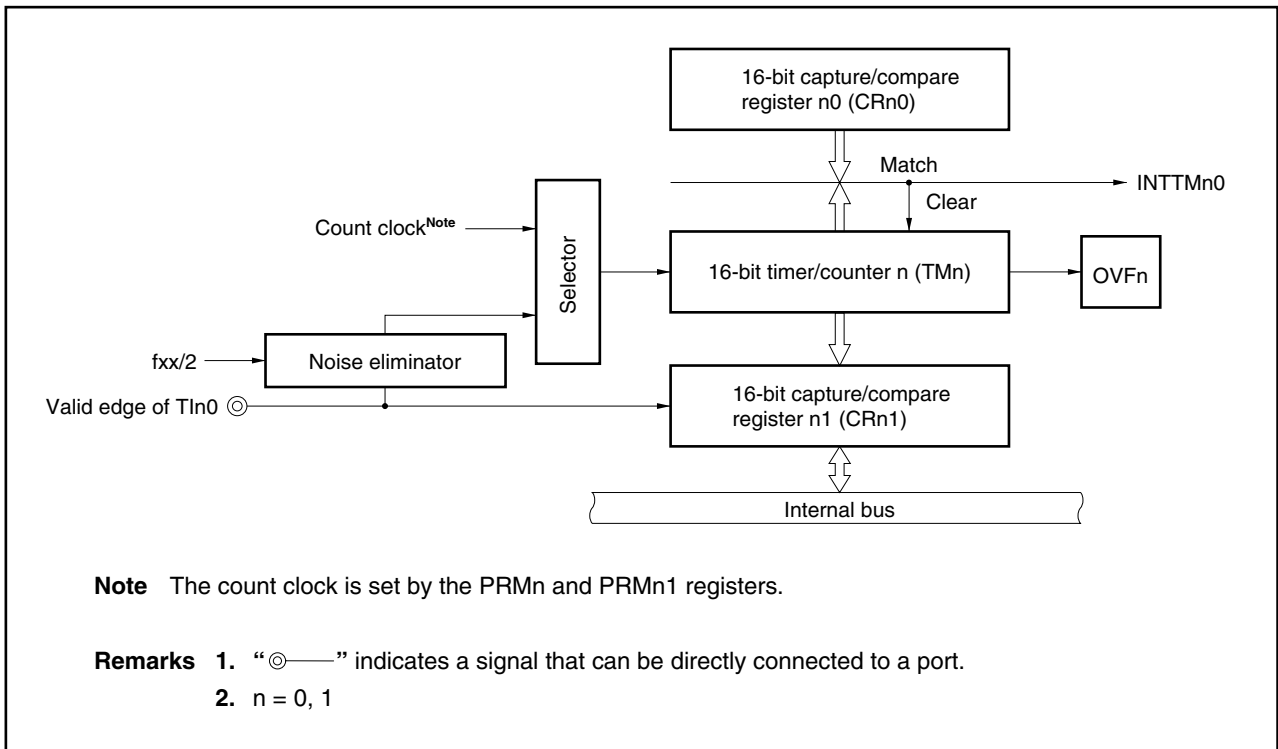 16-bit capture/compare
register n0 (CRn0)
Match
INTTMn0
Clear
Count clockNote
Selector
16-bit timer/counter n (TMn)
OVFn
fxx/2
Noise eliminator
Valid edge of TIn0
16-bit capture/compare
register n1 (CRn1)
Internal bus
Note The count clock is set by the PRMn and PRMn1 registers.
Remarks 1. “◎——” indicates a signal that can be directly connected to a port.
2. n = 0, 1